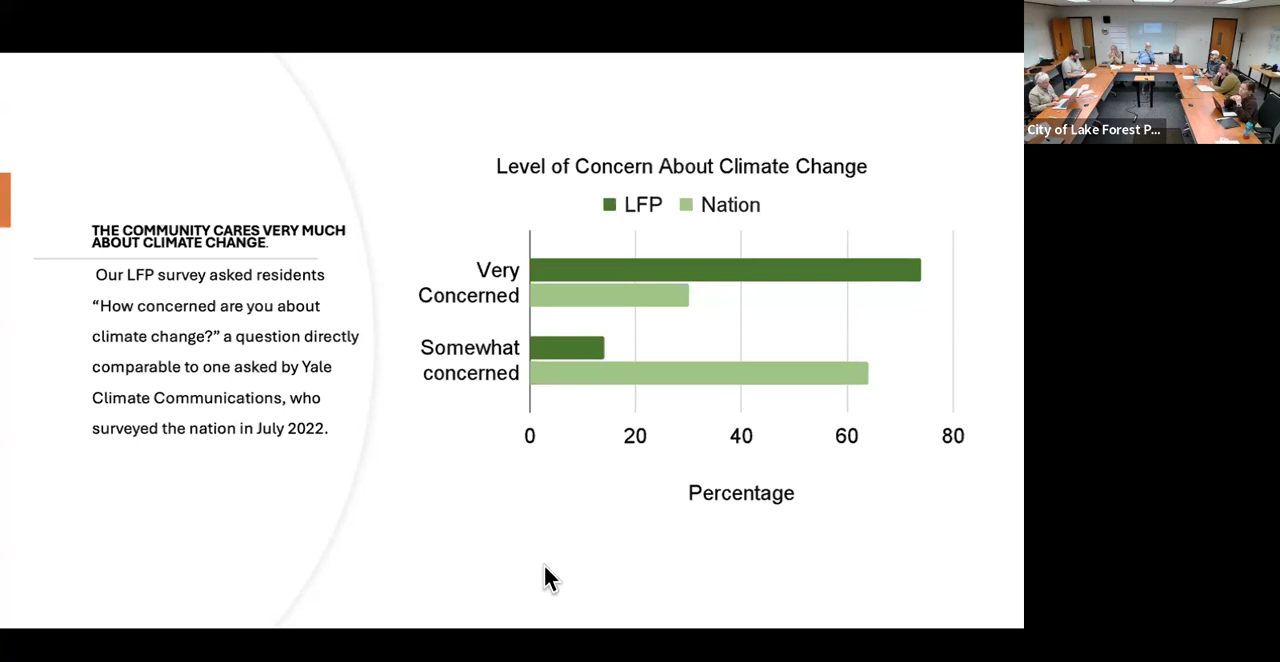 THE COMMUNITY CARES VERY MUCH
ABOUT CLIMATE CHANGE.
Our LFP survey asked residents
“How concerned are you about
climate change?” a question directly
comparable to one asked by Yale
Climate Communications, who
surveyed the nation in July 2022.
Level of Concern About Climate Change
LFP Nation
Very
Concerned
Somewhat
concerned
0 20 40 60 80
Percentage
City of Lake Forest P...